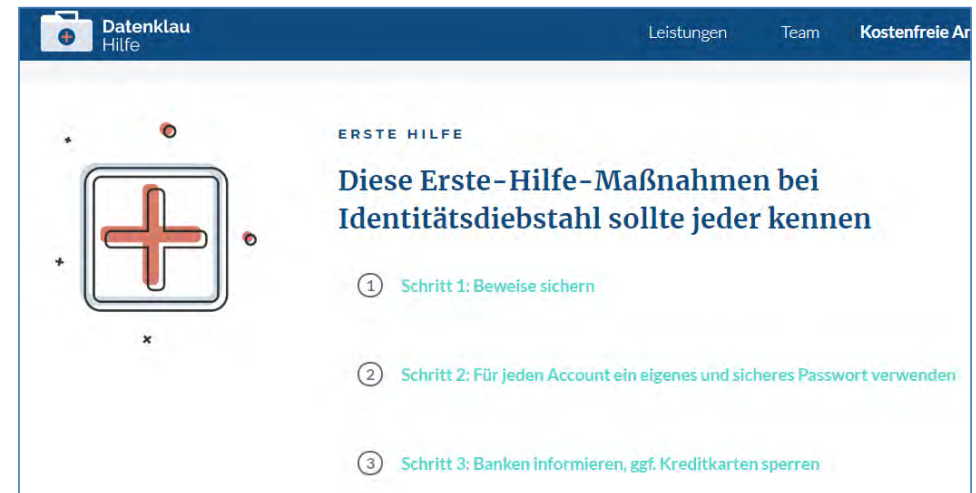 Datenklau
Hilfe
Leistungen Team Kostenfreie
ERSTE HILFE
Diese Erste-Hilfe-Maßnahmen bei
Identitätsdiebstahl sollte jeder kennen
1 Schritt 1: Beweise sichern
2 Schritt 2: Für jeden Account ein eigenes und sicheres Passwort verwenden
3 Schritt 3: Banken informieren, ggf. Kreditkarten sperren